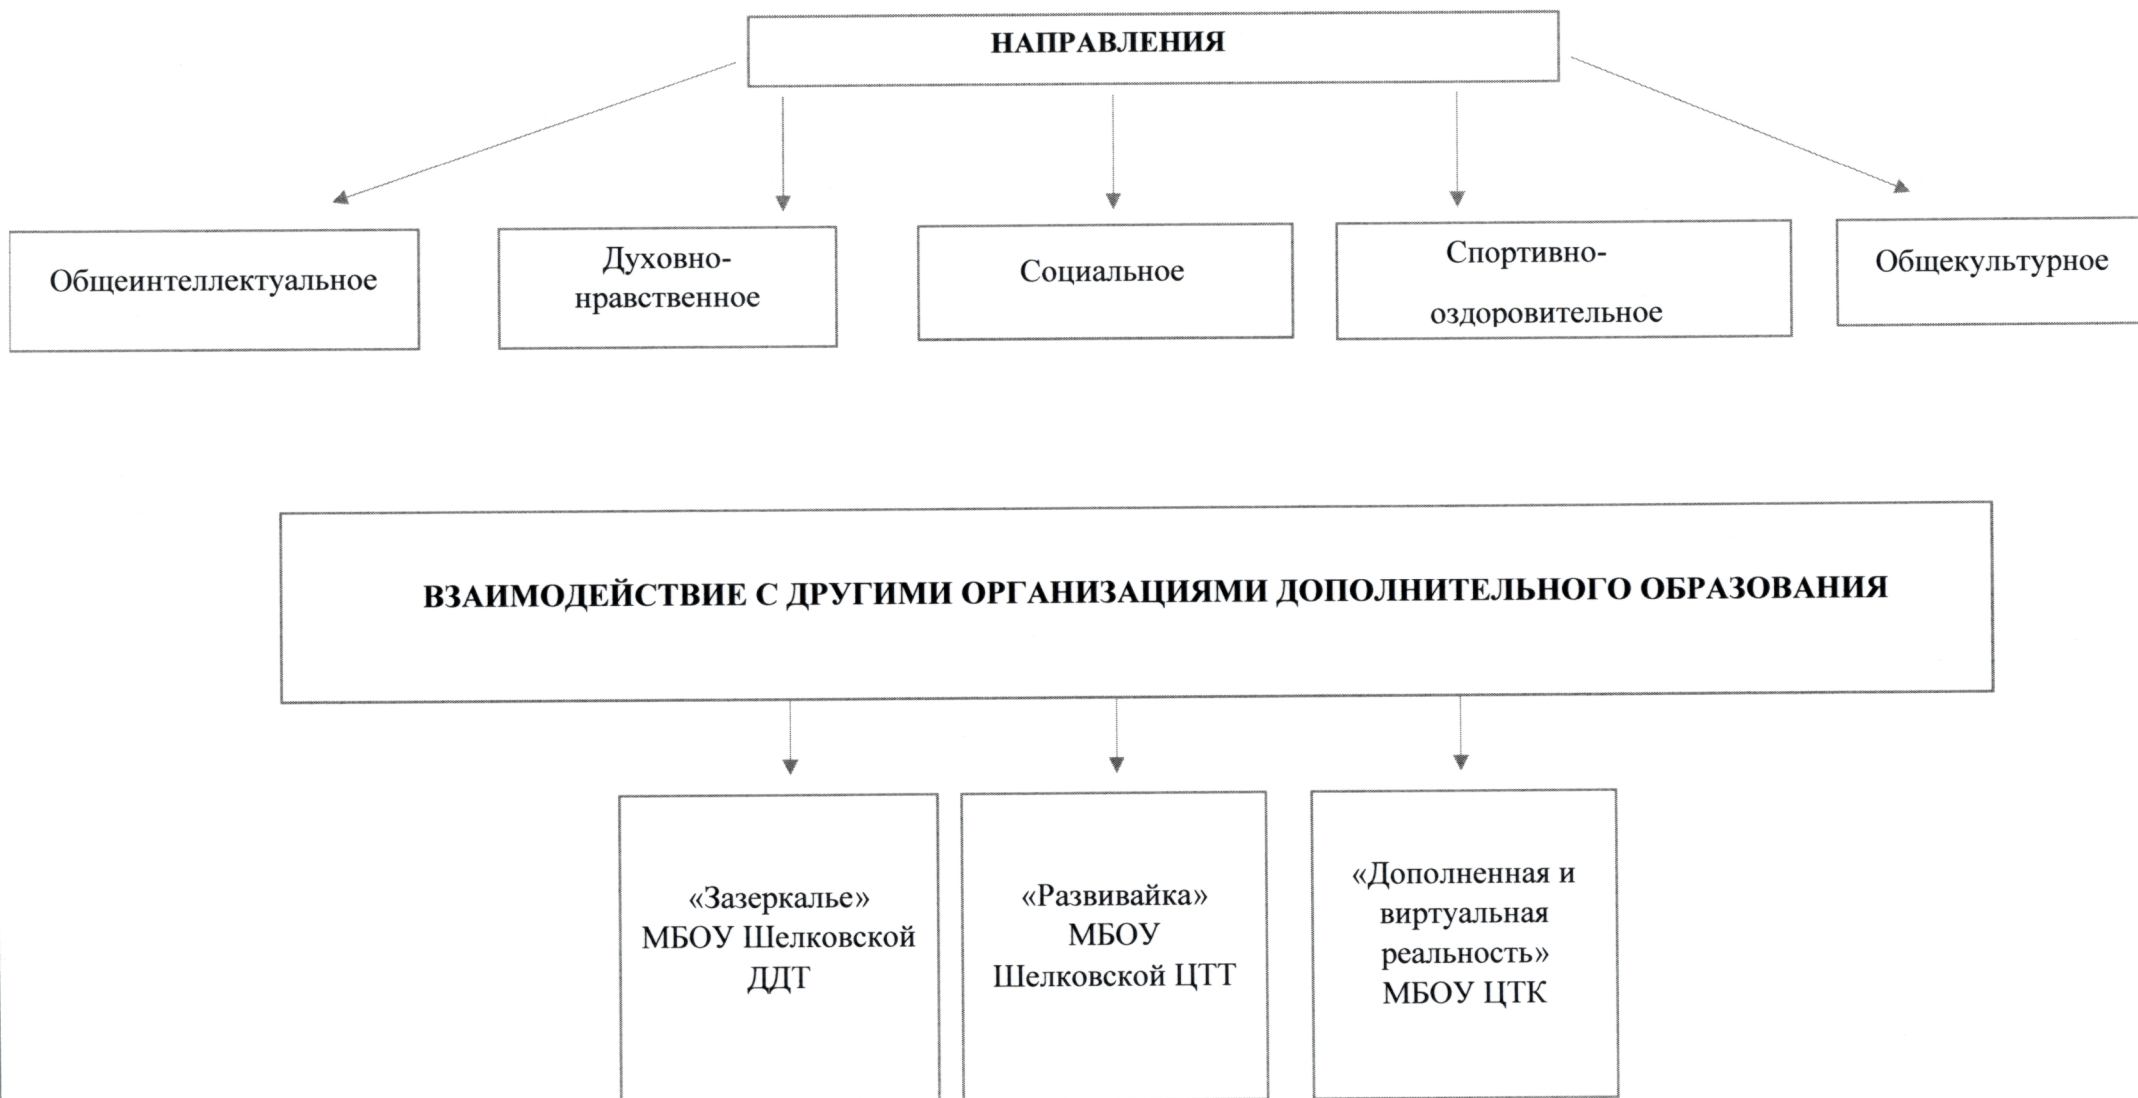 НАПРАВЛЕНИЯ
Общеинтеллектуальное
Духовно-
нравственное
Социальное
Спортивно-
оздоровительное
Общекультурное
ВЗАИМОДЕЙСТВИЕ С ДРУГИМИ ОРГАНИЗАЦИЯМИ ДОПОЛНИТЕЛЬНОГО ОБРАЗОВАНИЯ
«Зазеркалье»
МБОУ Шелковской
ДДТ
«Развивайка»
МБОУ
Шелковской ЦТТ
«Дополненная и
виртуальная
реальность»
МБОУ ЦТК